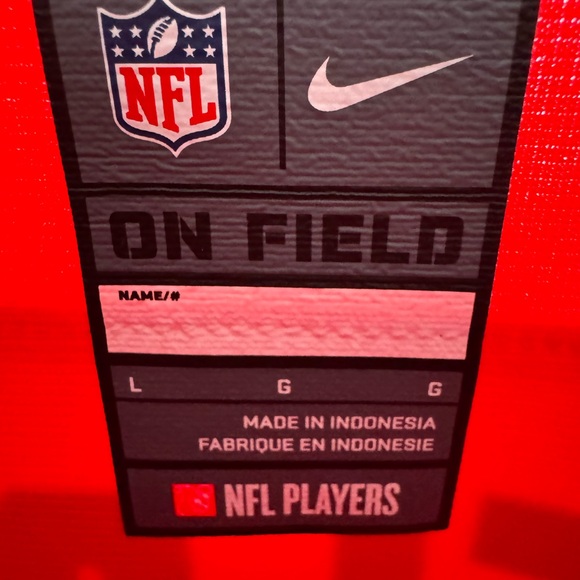 NFL
ON FIELD
NAME/#
L G G
MADE IN INDONESIA
FABRIQUE EN INDONESIE
NFL PLAYERS